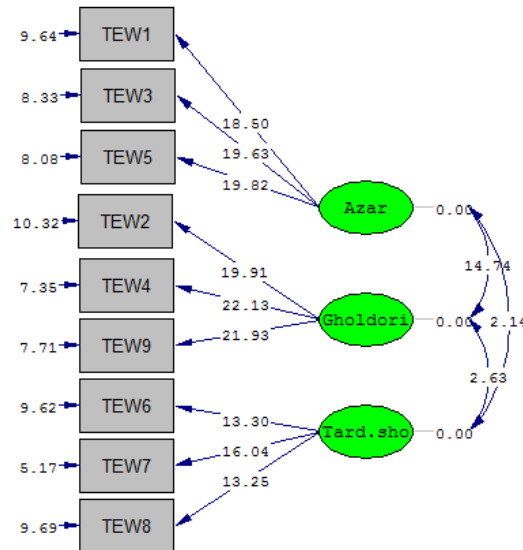 9.64 TEW1
8.33 TEW3
18.50
19.63
8.08 TEW5
19.82
Azar 0.00
10.32 TEW2
19.91
14.74
7.35 TEW4
22.13
2.14
Gholdori 0.00
7.71 TEW9
21.93
2.63
9.62 TEW6
13.30
Tard.sho 0.00
5.17 TEW7
16.04
13.25
9.69 TEW8